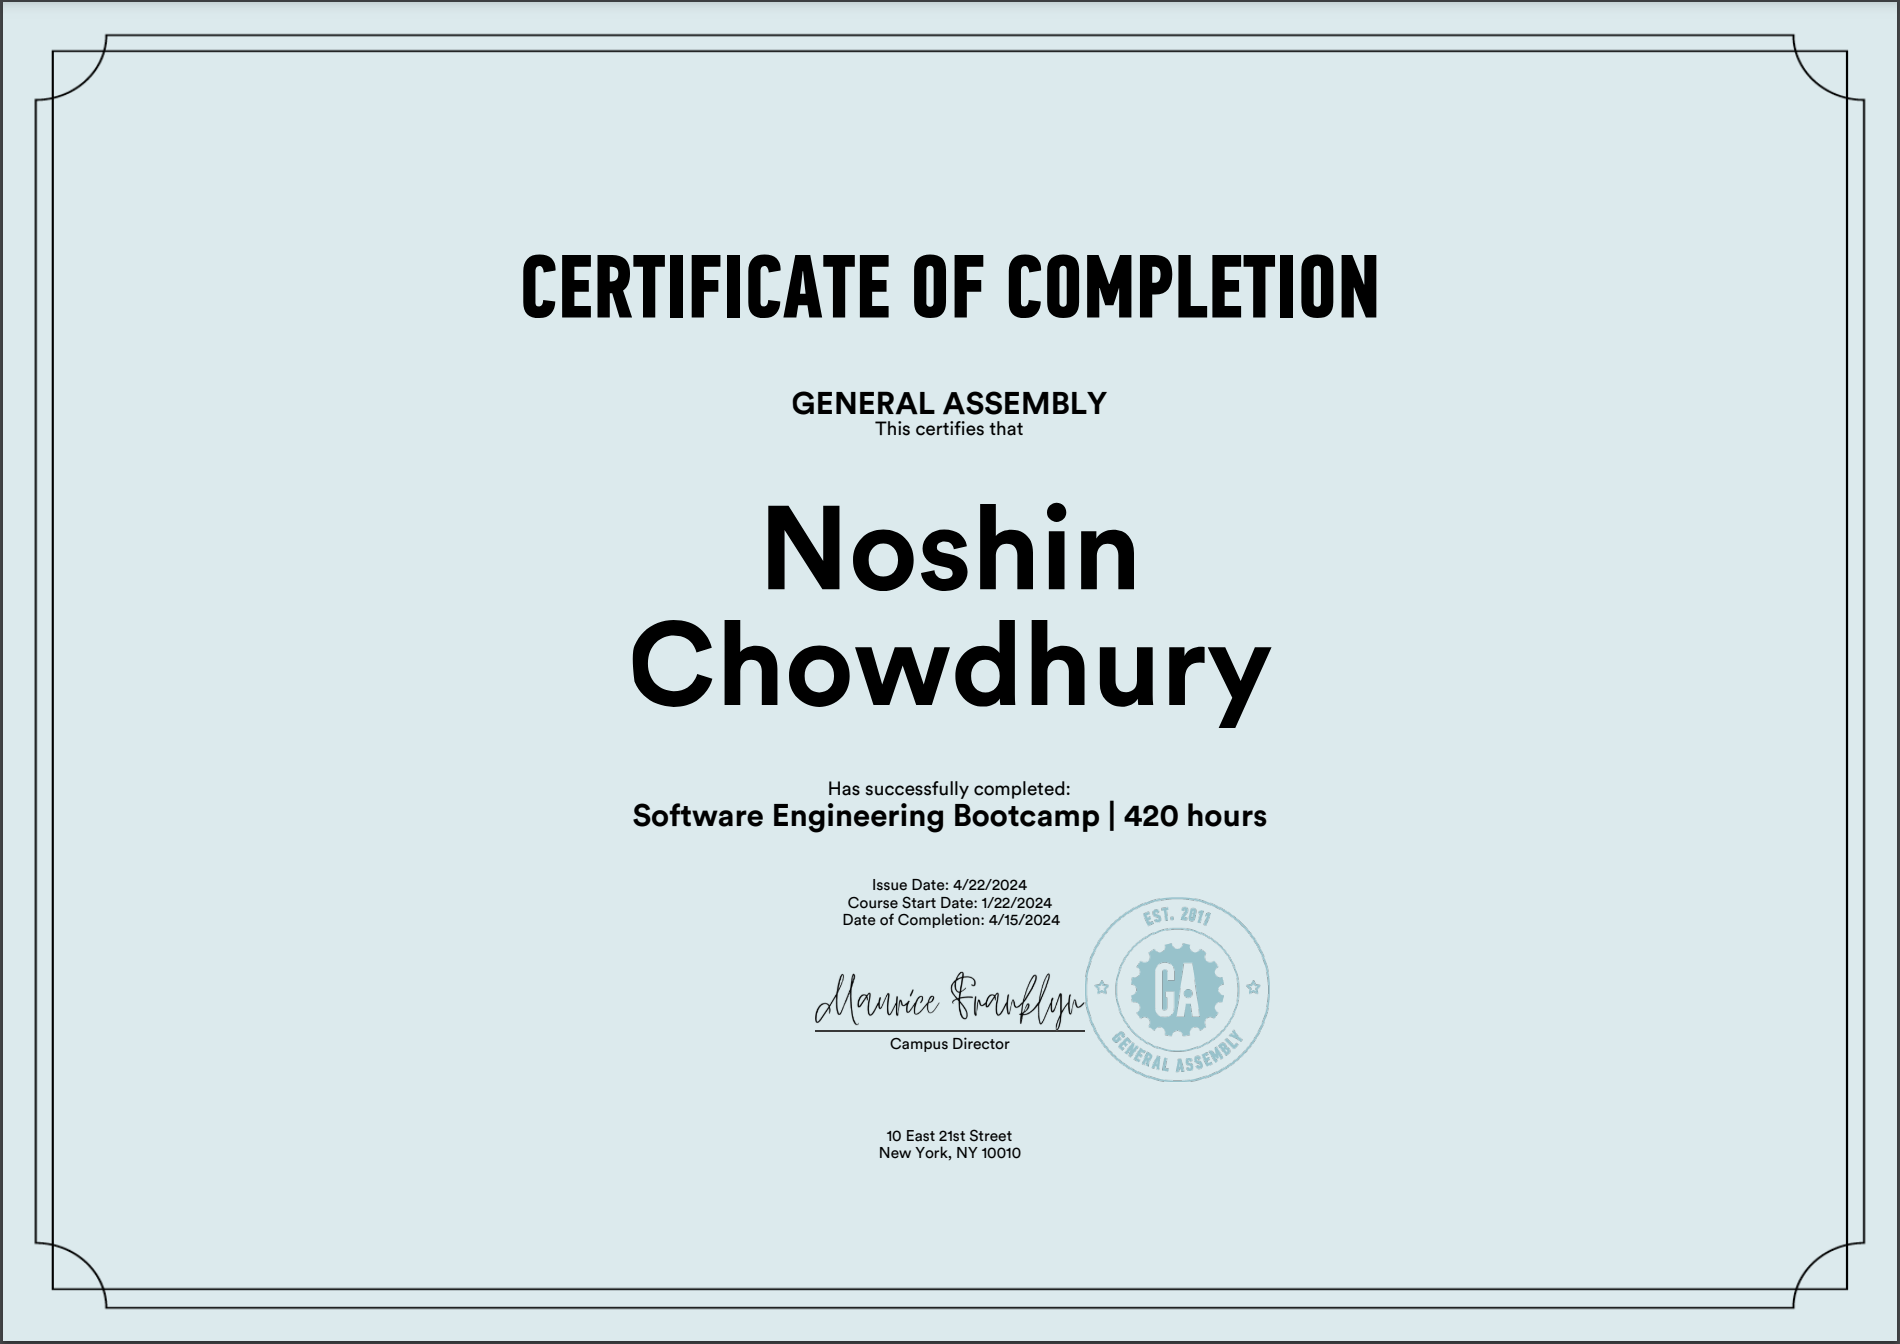 CERTIFICATE OF COMPLETION
GENERAL ASSEMBLY
This certifies that
Noshin
Chowdhury
Has successfully completed:
Software Engineering Bootcamp | 420 hours
Issue Date: 4/22/2024
Course Start Date: 1/22/2024
Date of Completion: 4/15/2024
EST. 2011
GA
GENERAL ASSEMBLY
Maurice Franklyn
Campus Director
10 East 21st Street
New York, NY 10010